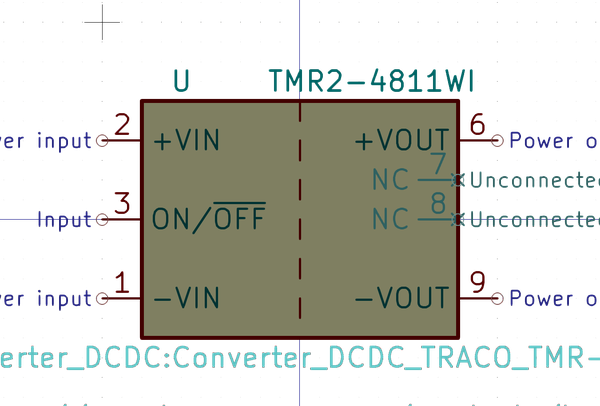 U TMR2-4811WI
er input 2 +VIN +VOUT 6 Power o
NC 7 Unconnecte
Input 3 ON/OFF NC 8 Unconnecte
er input 1 -VIN -VOUT 9 Power o
erter_DCDC:Converter_DCDC_TRACO_TMR-